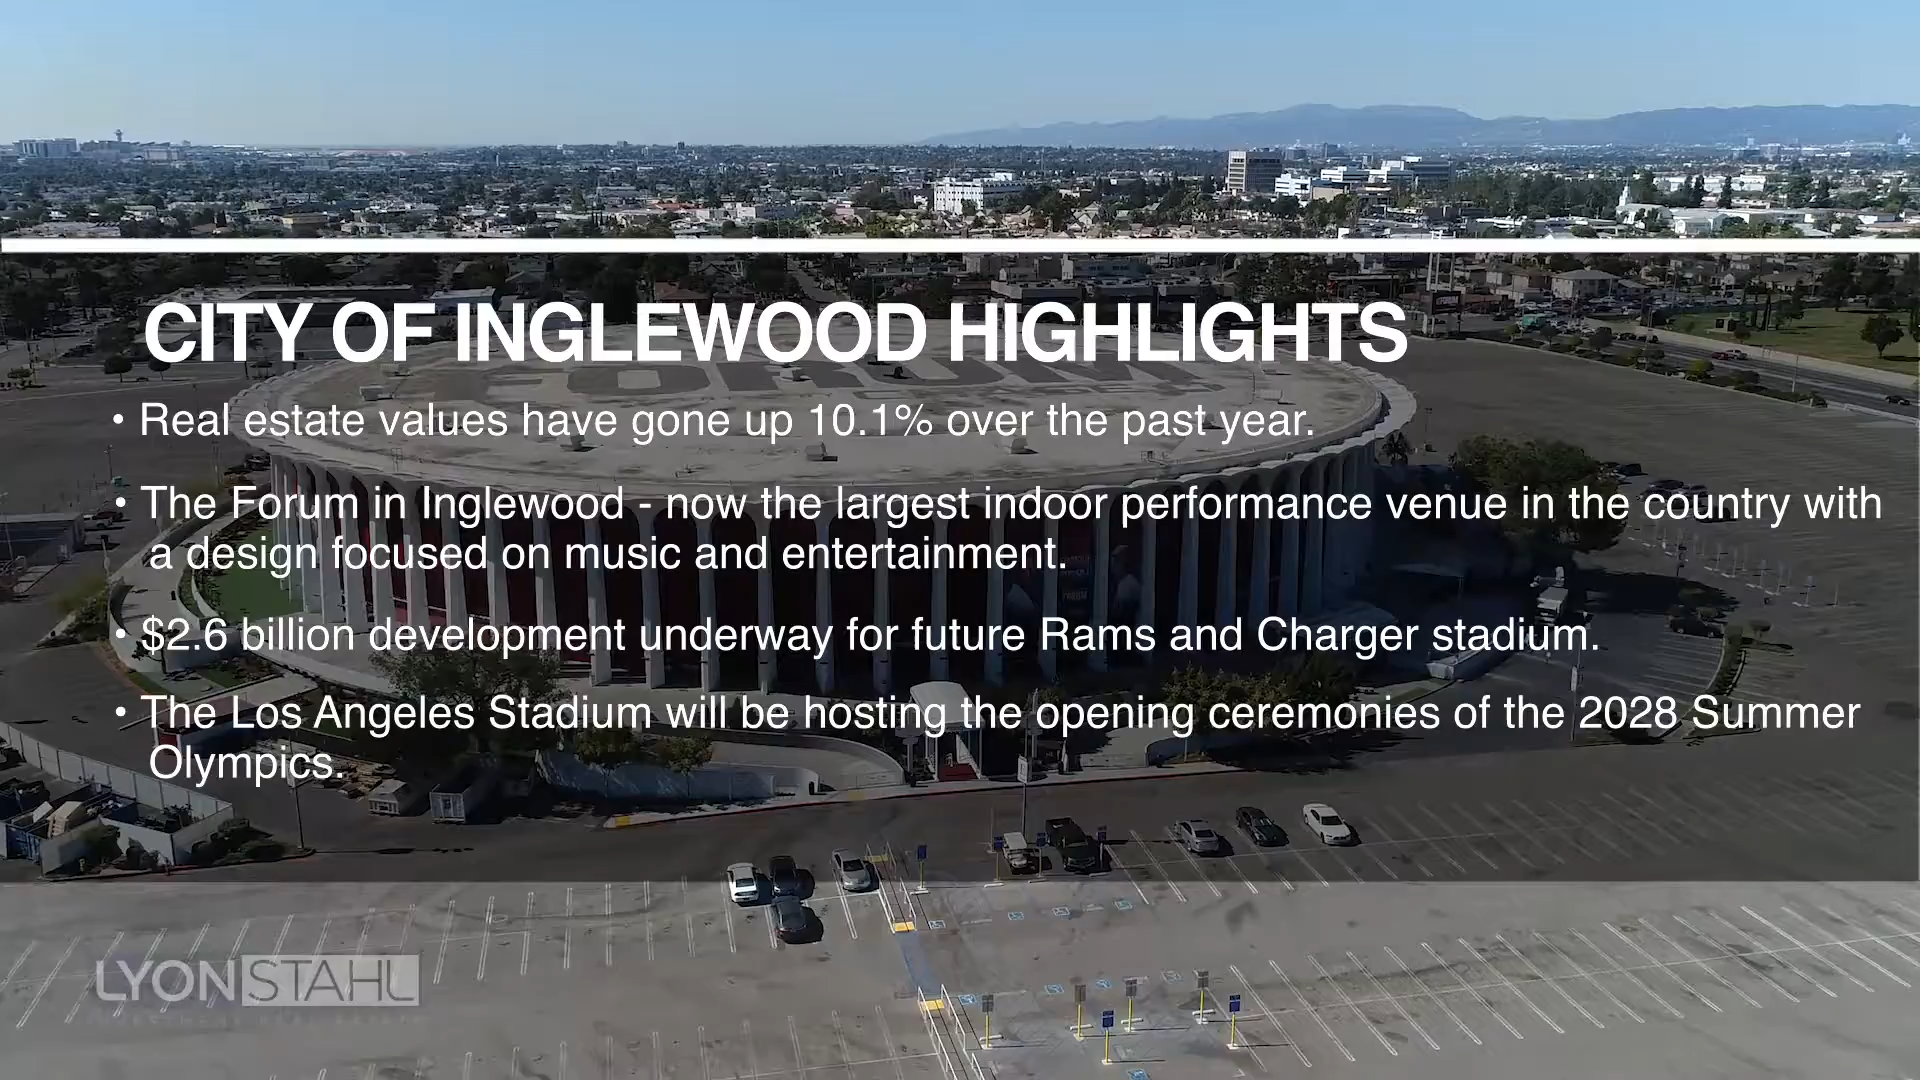 CITY OF INGLEWOOD HIGHLIGHTS
FORUM
• Real estate values have gone up 10.1% over the past year.
• The Forum in Inglewood - now the largest indoor performance venue in the country with
a design focused on music and entertainment.
• $2.6 billion development underway for future Rams and Charger stadium.
• The Los Angeles Stadium will be hosting the opening ceremonies of the 2028 Summer
Olympics.
LYONSTAHL